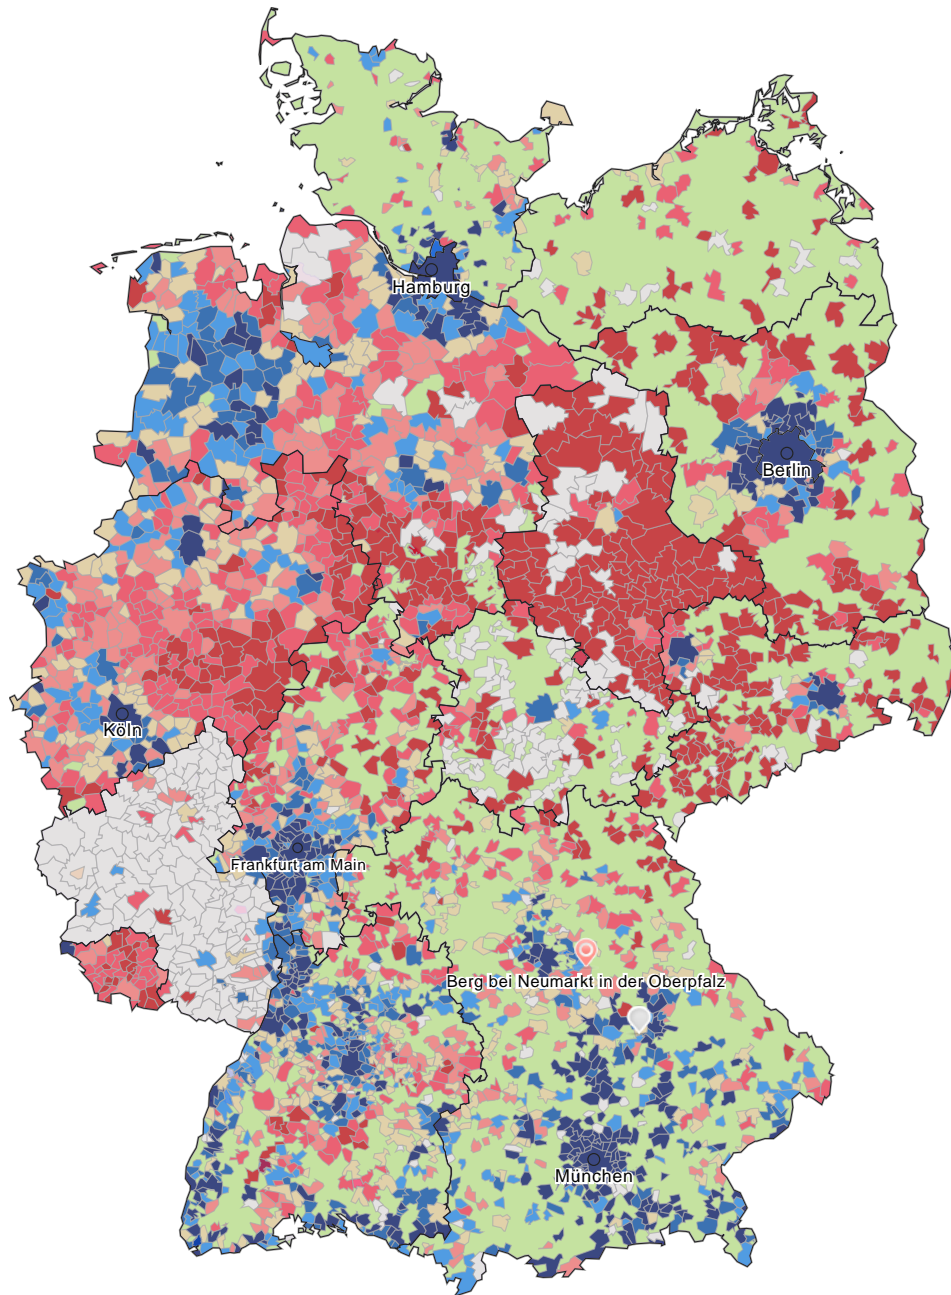 Hamburg
Berlin
Köln
Frankfurt am Main
Berg bei Neumarkt in der Oberpfalz
München